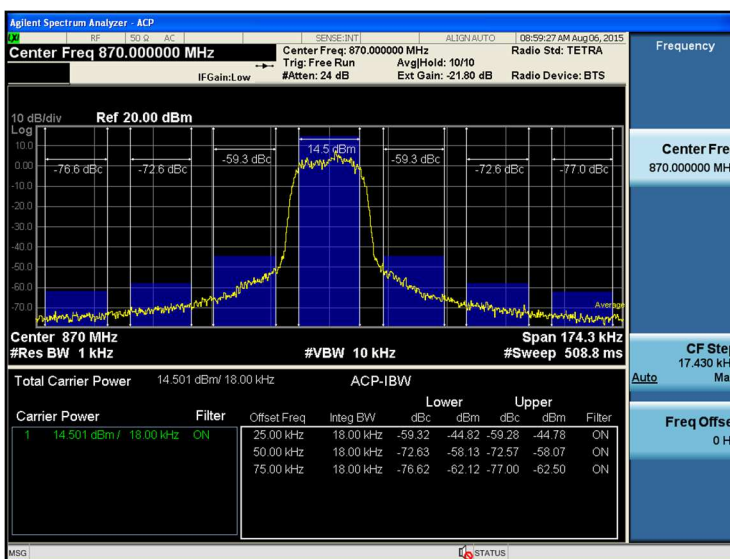 Agilent Spectrum Analyzer - ACP
LXI RF 50 Ω AC SENSE:INT ALIGN AUTO 08:59:27 AM Aug 06, 2015
Center Freq 870.000000 MHz Center Freq: 870.000000 MHz Radio Std: TETRA
Trig: Free Run Avg|Hold: 10/10
IFGain:Low #Atten: 24 dB Ext Gain: -21.80 dB Radio Device: BTS
Frequency
10 dB/div Ref 20.00 dBm
Log
10.0
0.00
-10.0
-20.0
-30.0
-40.0
-50.0
-60.0
-70.0
-76.6 dBc -72.6 dBc -59.3 dBc 14.5 dBm -59.3 dBc -72.6 dBc -77.0 dBc
Average
Center Fre
870.000000 MH
Center 870 MHz Span 174.3 kHz
#Res BW 1 kHz #VBW 10 kHz #Sweep 508.8 ms
CF Step
17.430 kH
Auto Ma
Total Carrier Power 14.501 dBm/ 18.00 kHz ACP-IBW
Lower Upper
Carrier Power Filter Offset Freq Integ BW dBc dBm dBc dBm Filter
1 14.501 dBm / 18.00 kHz ON 25.00 kHz 18.00 kHz -59.32 -44.82 -59.28 -44.78 ON
50.00 kHz 18.00 kHz -72.63 -58.13 -72.57 -58.07 ON
75.00 kHz 18.00 kHz -76.62 -62.12 -77.00 -62.50 ON
Freq Offse
0 H
MSG STATUS